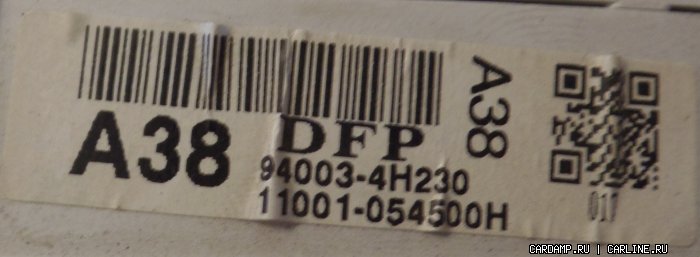 A38
DFP
94003-4H230
11001-054500H
A38
017
CARDAMP.RU | CARLINE.RU